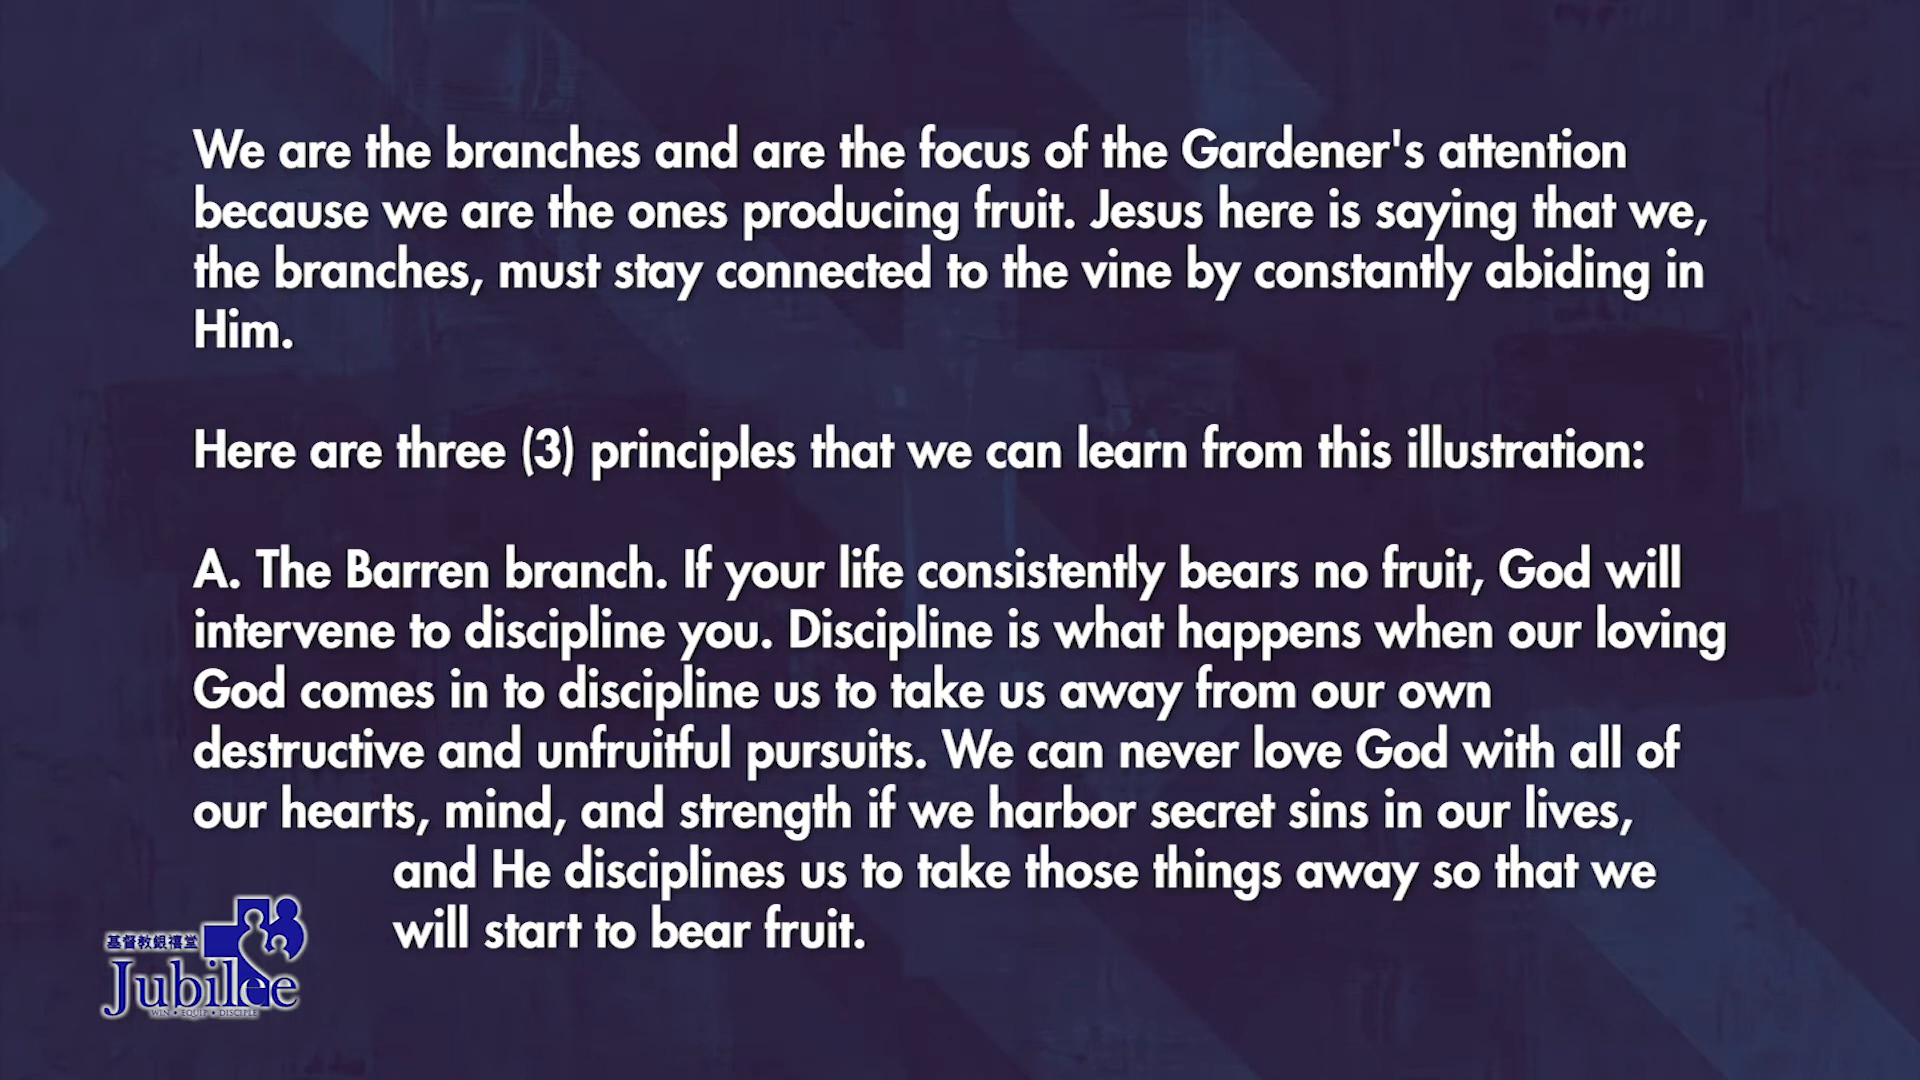 We are the branches and are the focus of the Gardener's attention
because we are the ones producing fruit. Jesus here is saying that we,
the branches, must stay connected to the vine by constantly abiding in
Him.
Here are three (3) principles that we can learn from this illustration:
A. The Barren branch. If your life consistently bears no fruit, God will
intervene to discipline you. Discipline is what happens when our loving
God comes in to discipline us to take us away from our own
destructive and unfruitful pursuits. We can never love God with all of
our hearts, mind, and strength if we harbor secret sins in our lives,
and He disciplines us to take those things away so that we
will start to bear fruit.
基督教銀禧堂
Jubilee
WIN • EQUIP • DISCIPLE